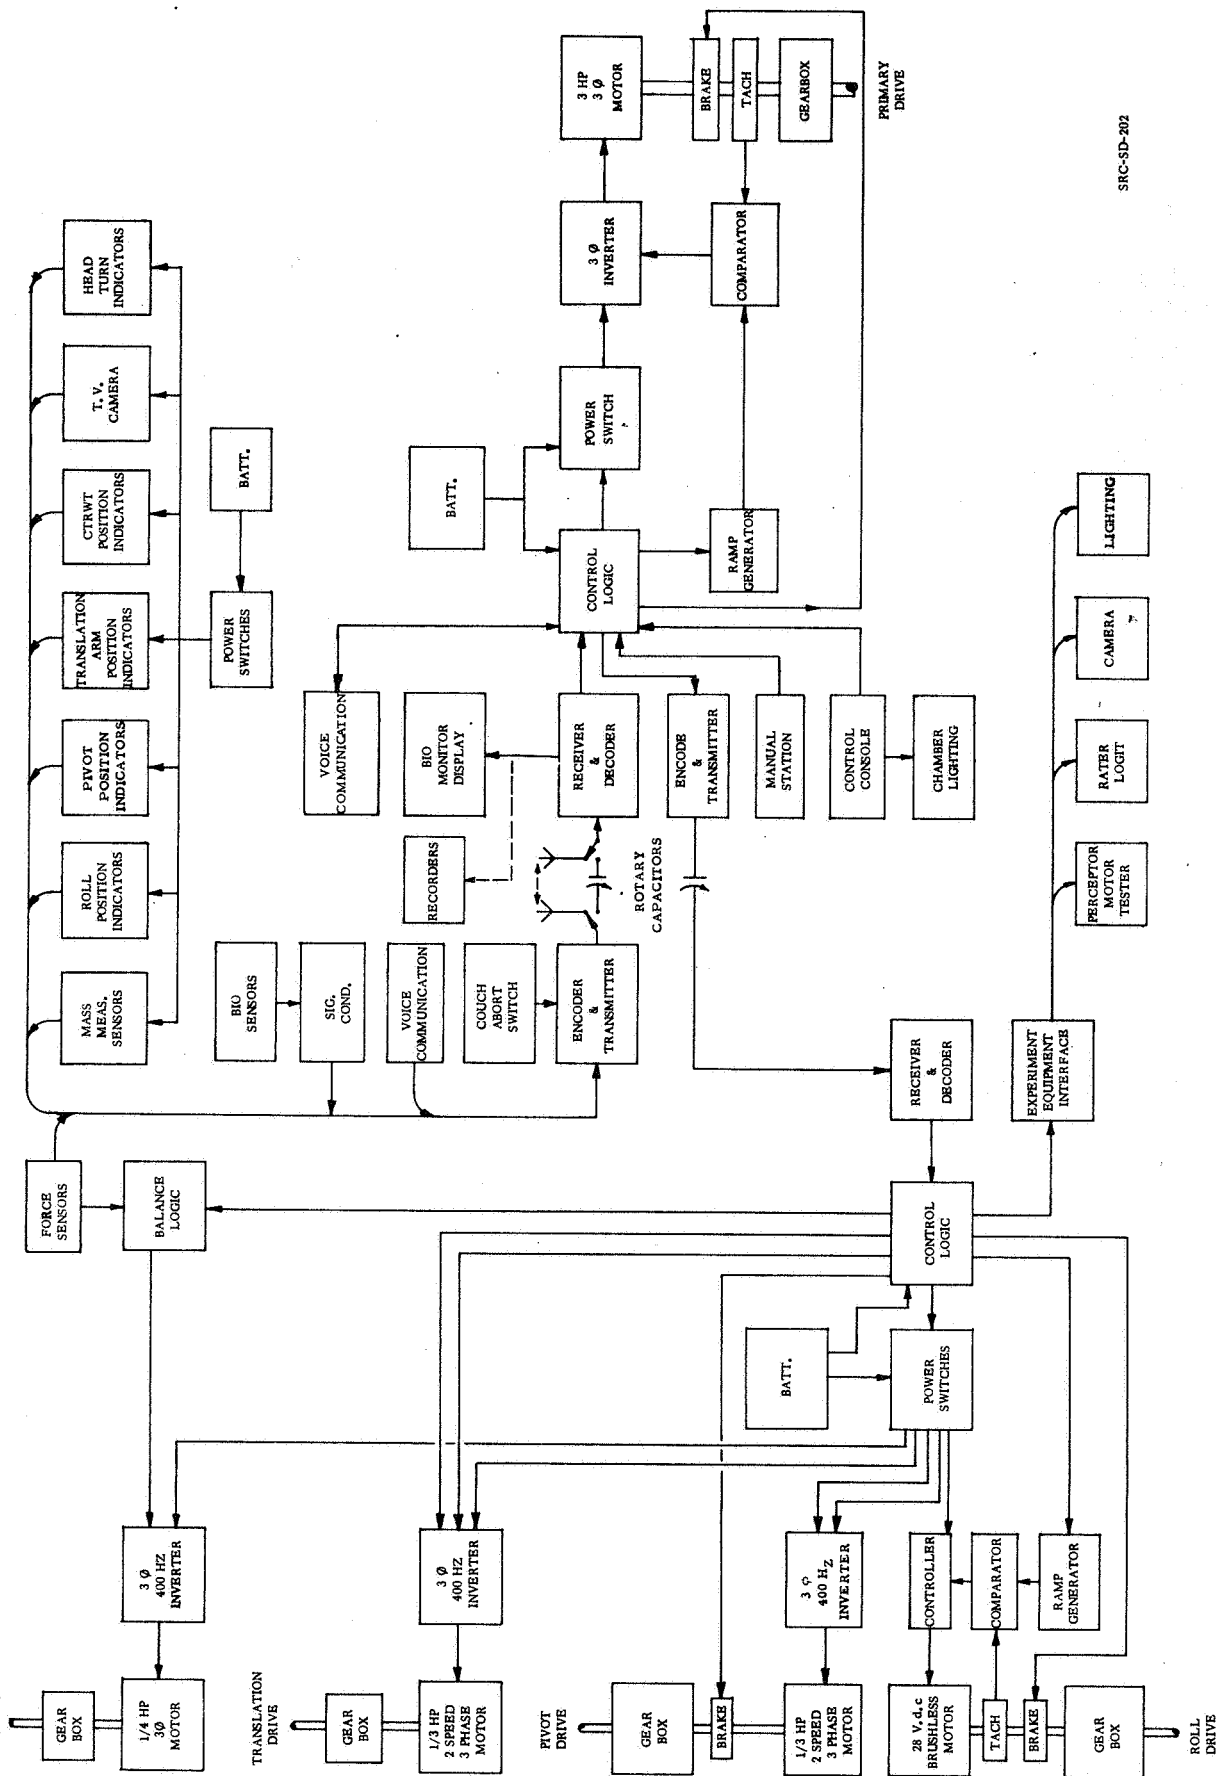 GEAR
BOX
1/4 HP
3Ø
MOTOR
3 Ø
400 HZ
INVERTER
BALANCE
LOGIC
FORCE
SENSORS
MASS
MEAS.
SENSORS
ROLL
POSITION
INDICATORS
PIVOT
POSITION
INDICATORS
TRANSLATION
ARM
POSITION
INDICATORS
CTRWT
POSITION
INDICATORS
T. V.
CAMERA
HEAD
TURN
INDICATORS
POWER
SWITCHES
BATT.
TRANSLATION
DRIVE
GEAR
BOX
1/3 HP
2 SPEED
3 PHASE
MOTOR
3 Ø
400 HZ
INVERTER
BIO
SENSORS
SIG.
COND.
VOICE
COMMUNICATION
COUCH
ABORT
SWITCH
ENCODER
&
TRANSMITTER
ROTARY
CAPACITORS
RECORDERS
VOICE
COMMUNICATION
BIO
MONITOR
DISPLAY
RECEIVER
&
DECODER
ENCODE
&
TRANSMITTER
MANUAL
STATION
CONTROL
CONSOLE
CHAMBER
LIGHTING
BATT.
CONTROL
LOGIC
RAMP
GENERATOR
POWER
SWITCH
3 Ø
INVERTER
COMPARATOR
3 HP
3 Ø
MOTOR
BRAKE
TACH
GEARBOX
PRIMARY
DRIVE
PIVOT
DRIVE
GEAR
BOX
BRAKE
1/3 HP
2 SPEED
3 PHASE
MOTOR
3 φ
400 HZ
INVERTER
BATT.
POWER
SWITCHES
CONTROL
LOGIC
RECEIVER
&
DECODER
28 V.d.c
BRUSHLESS
MOTOR
CONTROLLER
TACH
COMPARATOR
BRAKE
RAMP
GENERATOR
GEAR
BOX
ROLL
DRIVE
EXPERIMENT
EQUIPMENT
INTERFACE
PERCEPTOR
MOTOR
TESTER
RATER
LOGIT
CAMERA
LIGHTING
SRC-SD-202